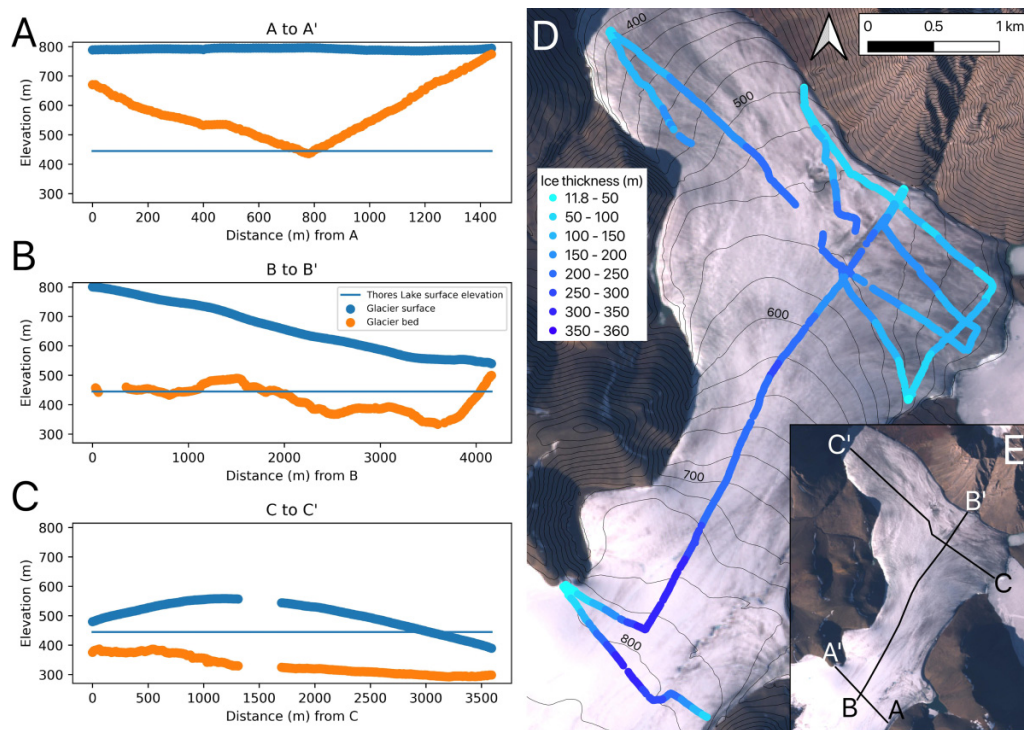 A
A to A'
800
700
600
500
400
300
Elevation (m)
0 200 400 600 800 1000 1200 1400
Distance (m) from A
B
B to B'
800
700
600
500
400
300
Elevation (m)
Thores Lake surface elevation
Glacier surface
Glacier bed
0 1000 2000 3000 4000
Distance (m) from B
C
C to C'
800
700
600
500
400
300
Elevation (m)
0 500 1000 1500 2000 2500 3000 3500
Distance (m) from C
D
0 0.5 1 km
400
500
600
700
800
Ice thickness (m)
11.8 - 50
50 - 100
100 - 150
150 - 200
200 - 250
250 - 300
300 - 350
350 - 360
E
C'
B'
C
A'
B
A